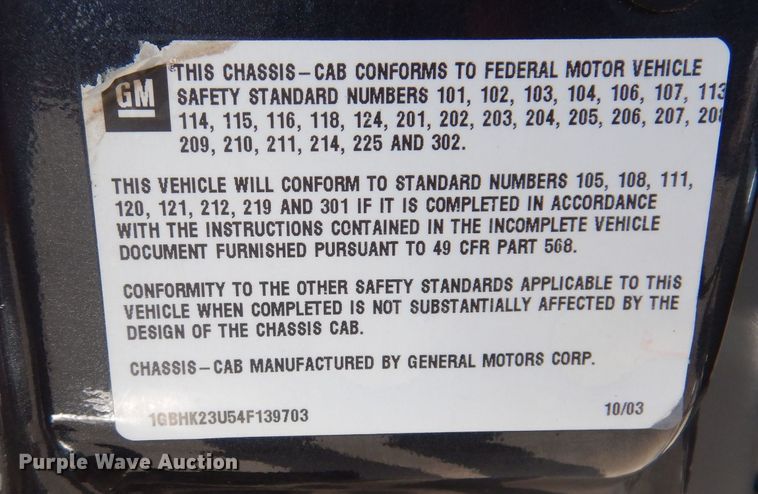 GM
THIS CHASSIS-CAB CONFORMS TO FEDERAL MOTOR VEHICLE
SAFETY STANDARD NUMBERS 101, 102, 103, 104, 106, 107, 113
114, 115, 116, 118, 124, 201, 202, 203, 204, 205, 206, 207, 208
209, 210, 211, 214, 225 AND 302.
THIS VEHICLE WILL CONFORM TO STANDARD NUMBERS 105, 108, 111,
120, 121, 212, 219 AND 301 IF IT IS COMPLETED IN ACCORDANCE
WITH THE INSTRUCTIONS CONTAINED IN THE INCOMPLETE VEHICLE
DOCUMENT FURNISHED PURSUANT TO 49 CFR PART 568.
CONFORMITY TO THE OTHER SAFETY STANDARDS APPLICABLE TO THIS
VEHICLE WHEN COMPLETED IS NOT SUBSTANTIALLY AFFECTED BY THE
DESIGN OF THE CHASSIS CAB.
CHASSIS-CAB MANUFACTURED BY GENERAL MOTORS CORP.
1GBHK23U54F139703 10/03
Purple Wave Auction